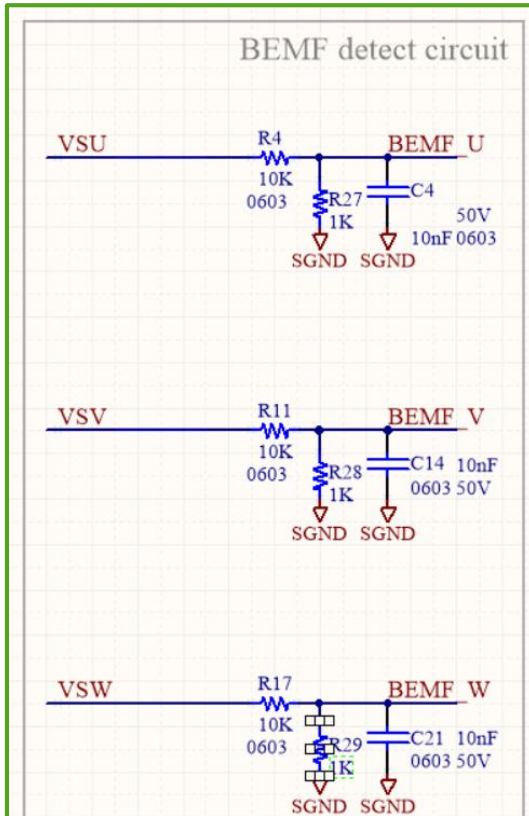 BEMF detect circuit
VSU
R4
10K
0603
R27
1K
SGND
BEMF_U
C4
50V
10nF 0603
SGND
VSV
R11
10K
0603
R28
1K
SGND
BEMF_V
C14 10nF
0603 50V
SGND
VSW
R17
10K
0603
R29
1K
SGND
BEMF_W
C21 10nF
0603 50V
SGND